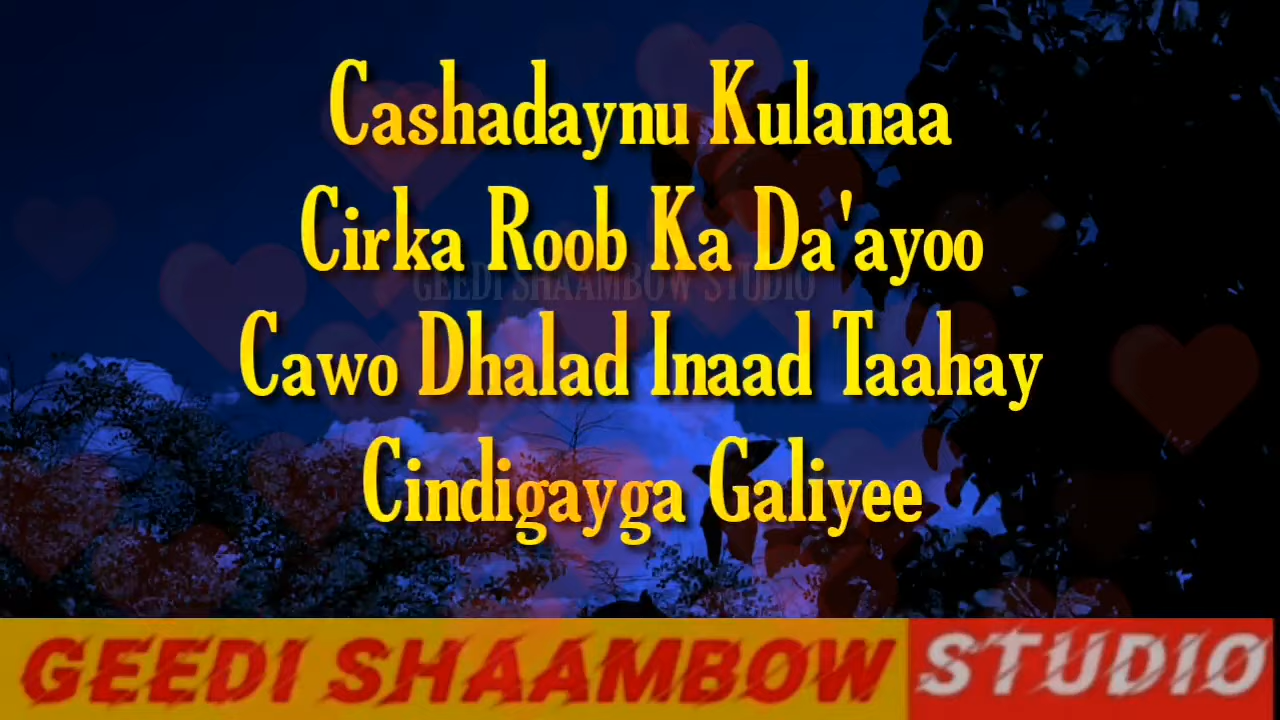 Cashadaynu Kulanaa
Cirka Roob Ka Da'ayoo
GEEDI SHAAMBOW STUDIO
Cawo Dhalad Inaad Taahay
Cindigayga Galiyee
GEEDI SHAAMBOW STUDIO